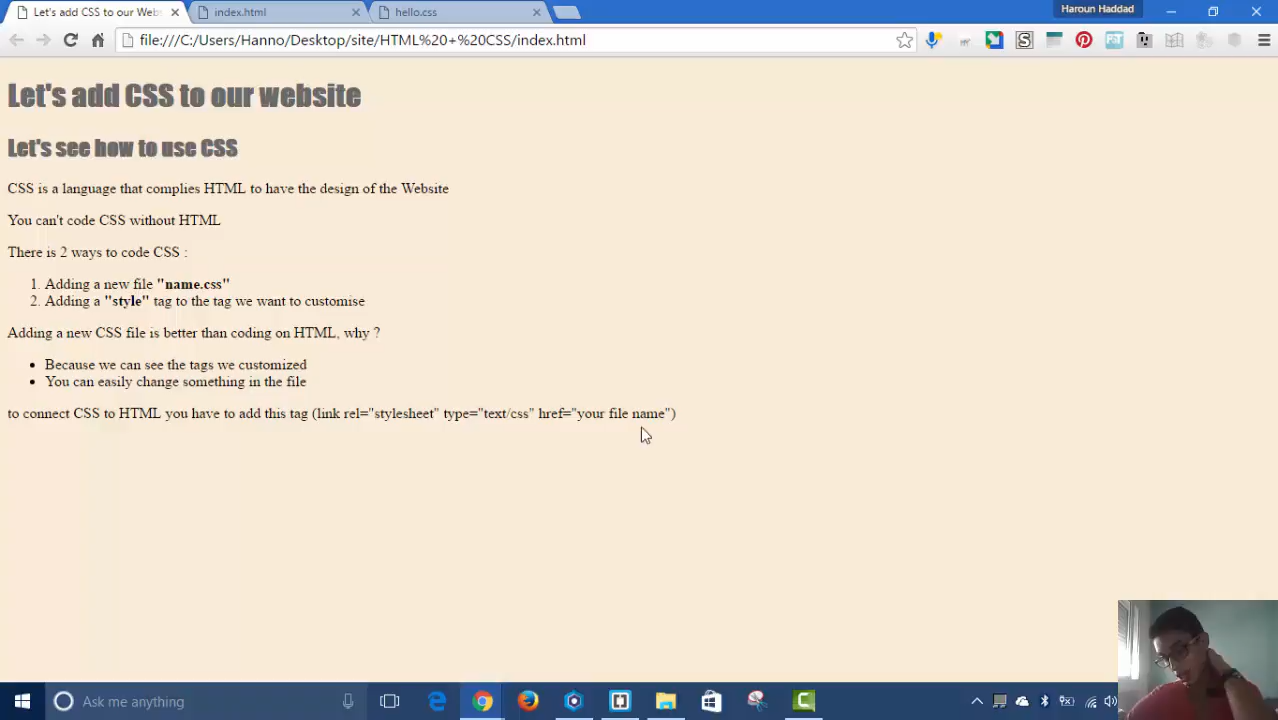 Let's add CSS to our Web
index.html
hello.css
Haroun Haddad
file:///C:/Users/Hanno/Desktop/site/HTML%20+%20CSS/index.html
Let's add CSS to our website
Let's see how to use CSS
CSS is a language that complies HTML to have the design of the Website
You can't code CSS without HTML
There is 2 ways to code CSS :
1. Adding a new file "name.css"
2. Adding a "style" tag to the tag we want to customise
Adding a new CSS file is better than coding on HTML, why ?
• Because we can see the tags we customized
• You can easily change something in the file
to connect CSS to HTML you have to add this tag (link rel="stylesheet" type="text/css" href="your file name")
Ask me anything